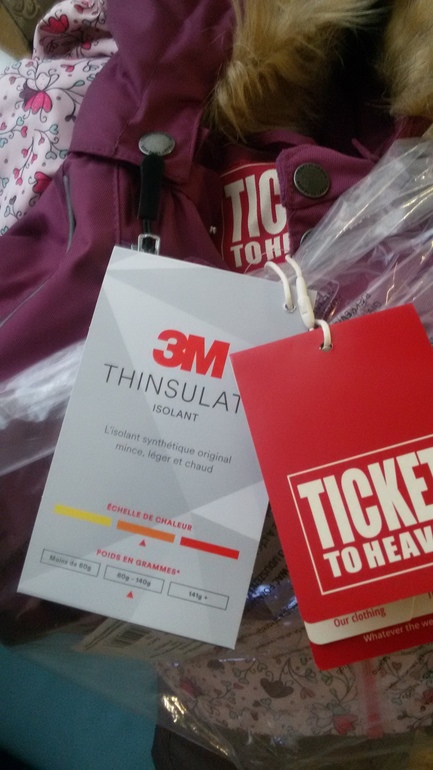 TIC
TO H
3M
THINSULAT
ISOLANT
L'isolant synthétique original
mince, léger et chaud
ÉCHELLE DE CHALEUR
POIDS EN GRAMMES*
Moins de 60g
60g - 140g
141g +
TICKET
TO HEAV
Our clothing
Whatever the we